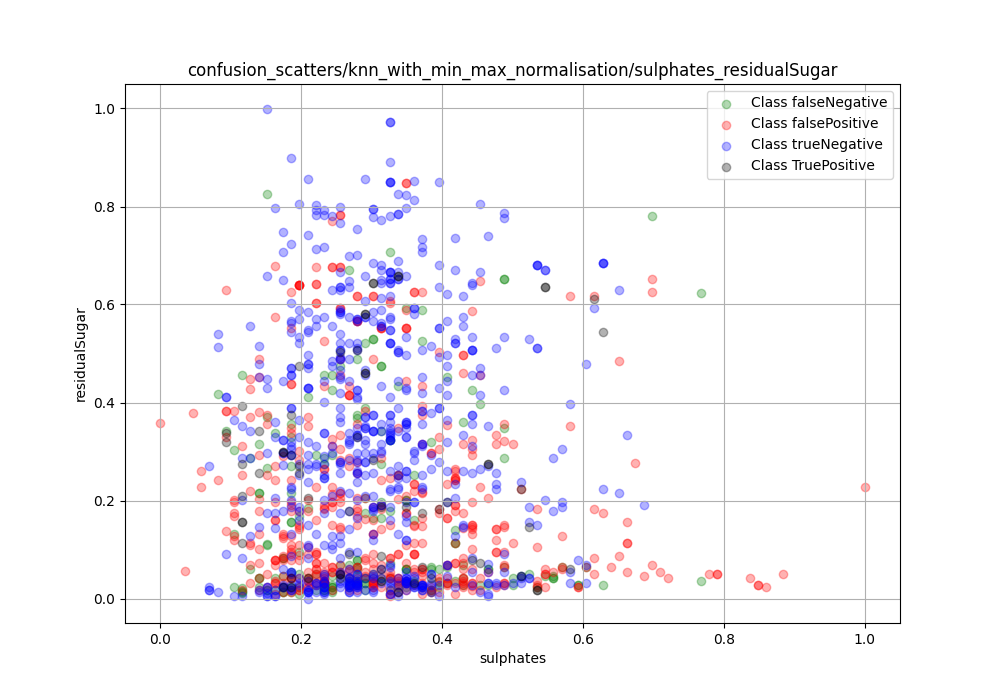 confusion_scatters/knn_with_min_max_normalisation/sulphates_residualSugar
Class falseNegative
Class falsePositive
Class trueNegative
Class TruePositive
1.0
0.8
0.6
0.4
0.2
0.0
residualSugar
0.0 0.2 0.4 0.6 0.8 1.0
sulphates